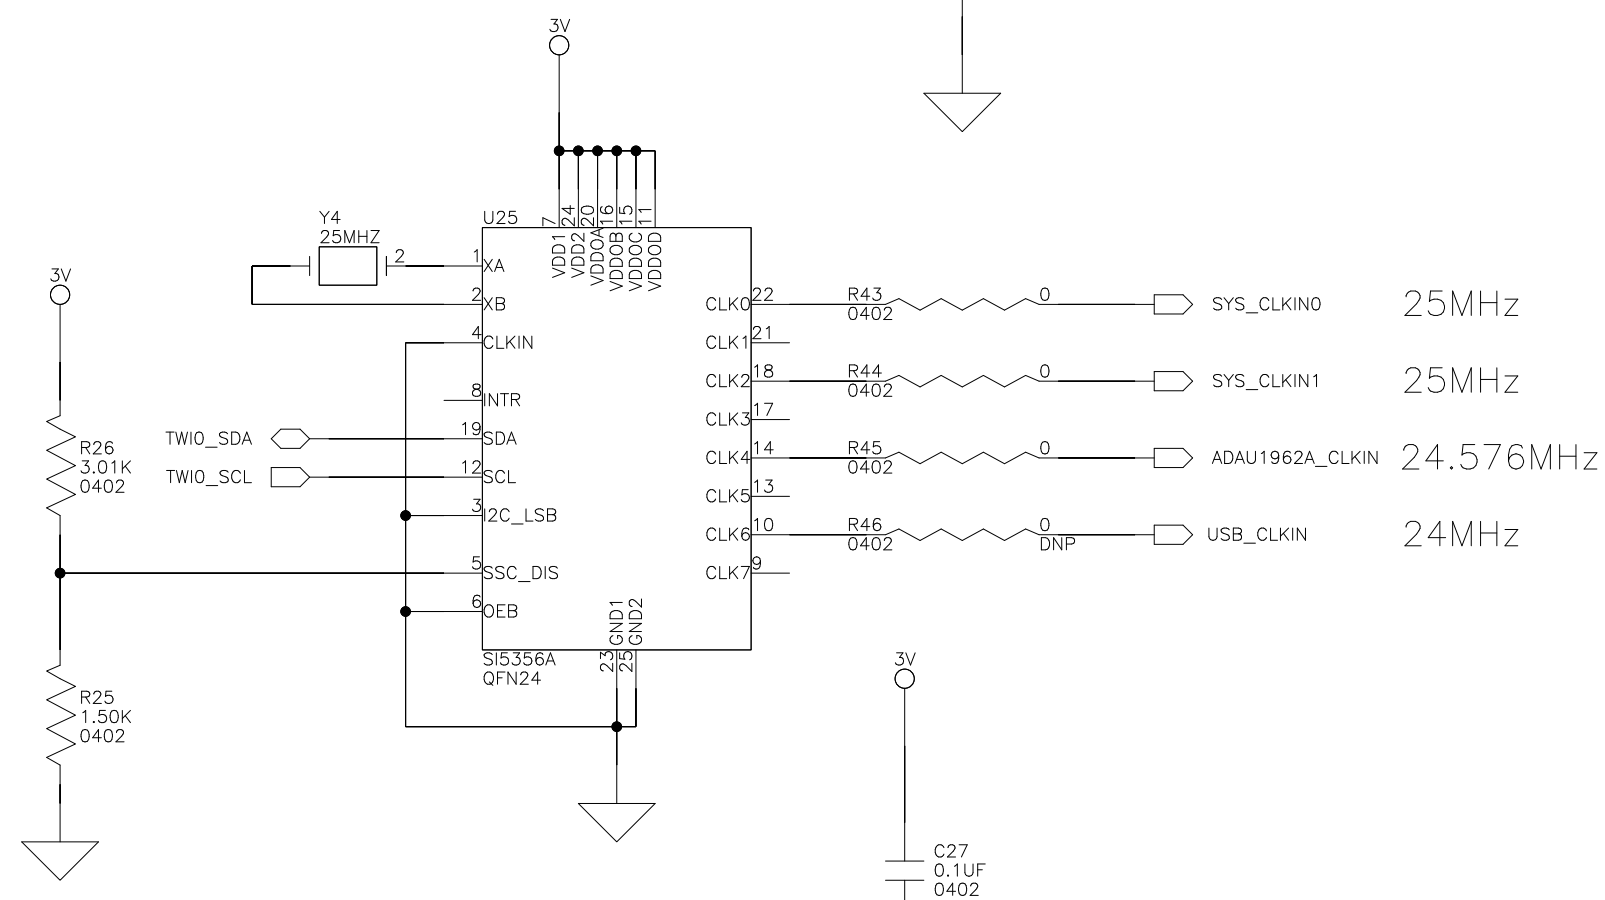 3V
Y4
25MHZ
2
3V
R26
3.01K
0402
R25
1.50K
0402
TWI0_SDA
TWI0_SCL
U25
7
24
20
16
15
11
VDD1
VDD2
VDDOA
VDDOB
VDDOC
VDDOD
1
XA
2
XB
4
CLKIN
8
INTR
19
SDA
12
SCL
3
I2C_LSB
5
SSC_DIS
6
OEB
GND1
GND2
23
25
SI5356A
QFN24
CLK0
22
CLK1
21
CLK2
18
CLK3
17
CLK4
14
CLK5
13
CLK6
10
CLK7
9
R43
0402
0
SYS_CLKIN0
25MHz
R44
0402
0
SYS_CLKIN1
25MHz
R45
0402
0
ADAU1962A_CLKIN
24.576MHz
R46
0402
0
DNP
USB_CLKIN
24MHz
3V
C27
0.1UF
0402